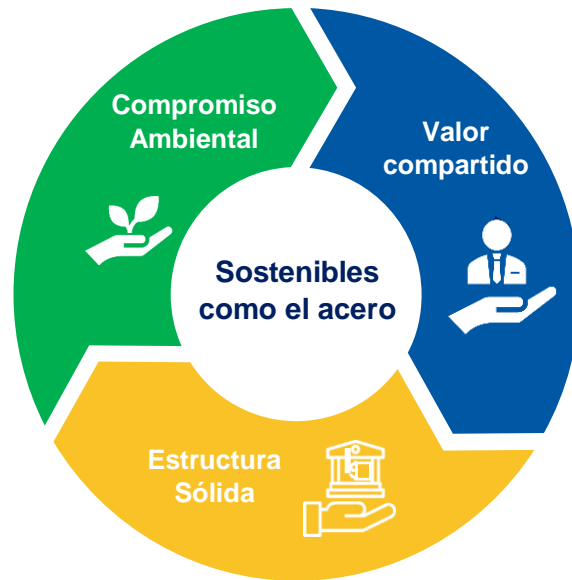 Compromiso
Ambiental
Valor
compartido
Sostenibles
como el acero
Estructura
Sólida